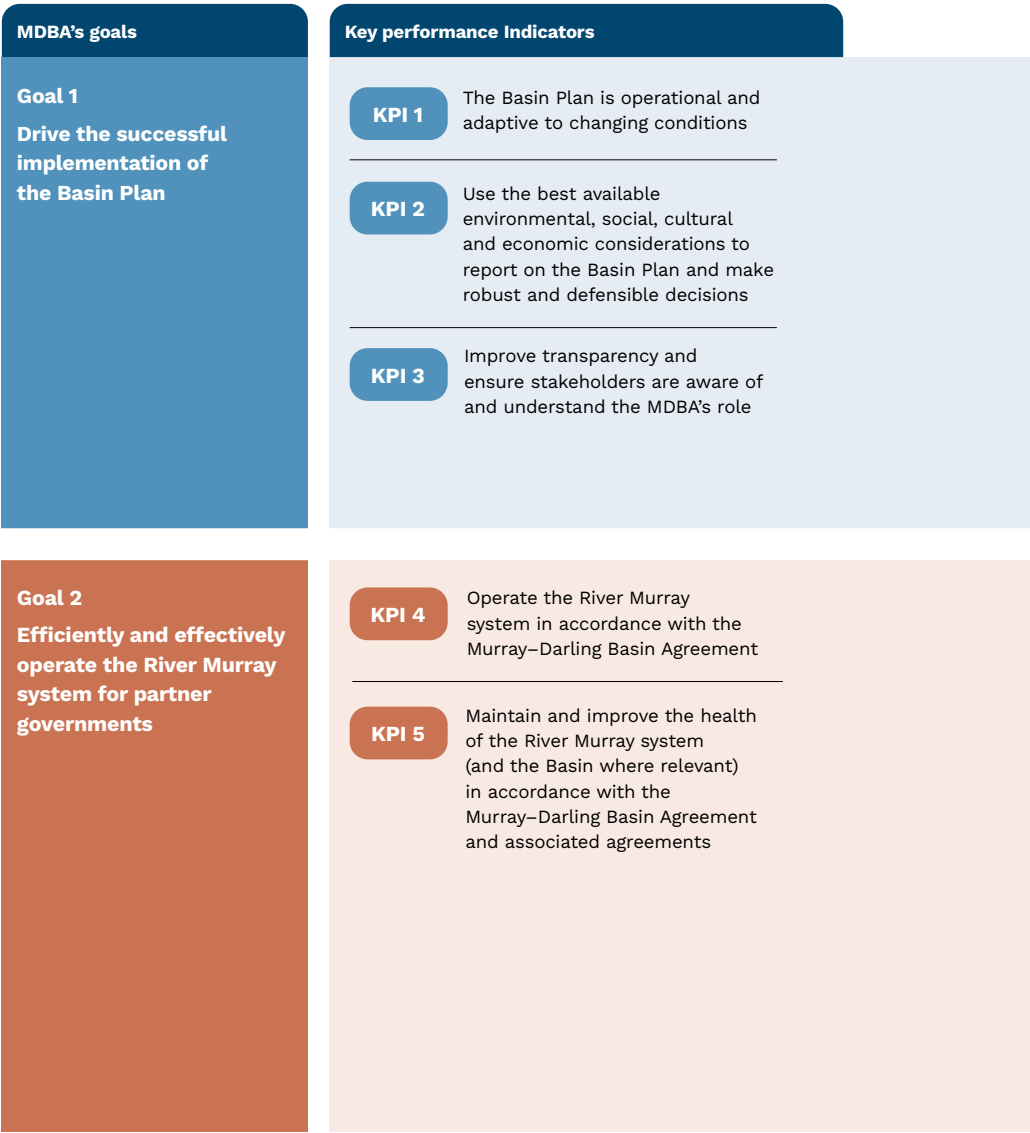 MDBA's goals
Key performance Indicators
Goal 1
Drive the successful
implementation of
the Basin Plan
KPI 1
The Basin Plan is operational and
adaptive to changing conditions
KPI 2
Use the best available
environmental, social, cultural
and economic considerations to
report on the Basin Plan and make
robust and defensible decisions
KPI 3
Improve transparency and
ensure stakeholders are aware of
and understand the MDBA’s role
Goal 2
Efficiently and effectively
operate the River Murray
system for partner
governments
KPI 4
Operate the River Murray
system in accordance with the
Murray–Darling Basin Agreement
KPI 5
Maintain and improve the health
of the River Murray system
(and the Basin where relevant)
in accordance with the
Murray–Darling Basin Agreement
and associated agreements